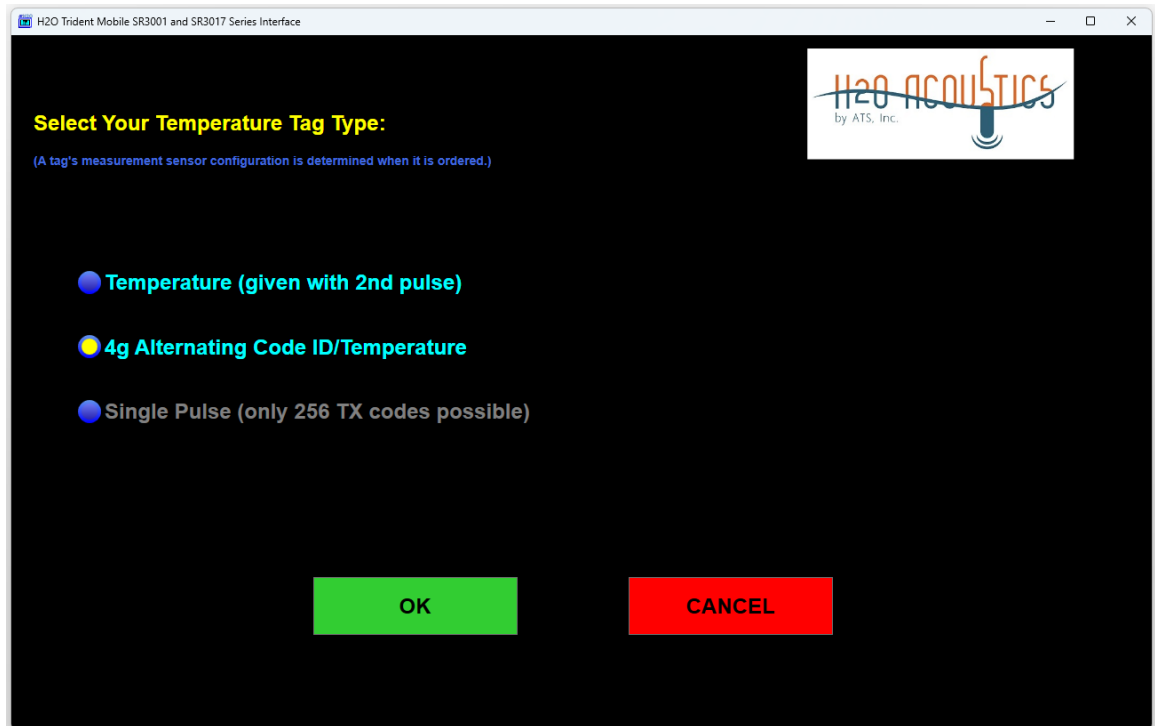 H2O Trident Mobile SR3001 and SR3017 Series Interface
H2O ACOUSTICS
by ATS, Inc.
Select Your Temperature Tag Type:
(A tag's measurement sensor configuration is determined when it is ordered.)
Temperature (given with 2nd pulse)
4g Alternating Code ID/Temperature
Single Pulse (only 256 TX codes possible)
OK
CANCEL